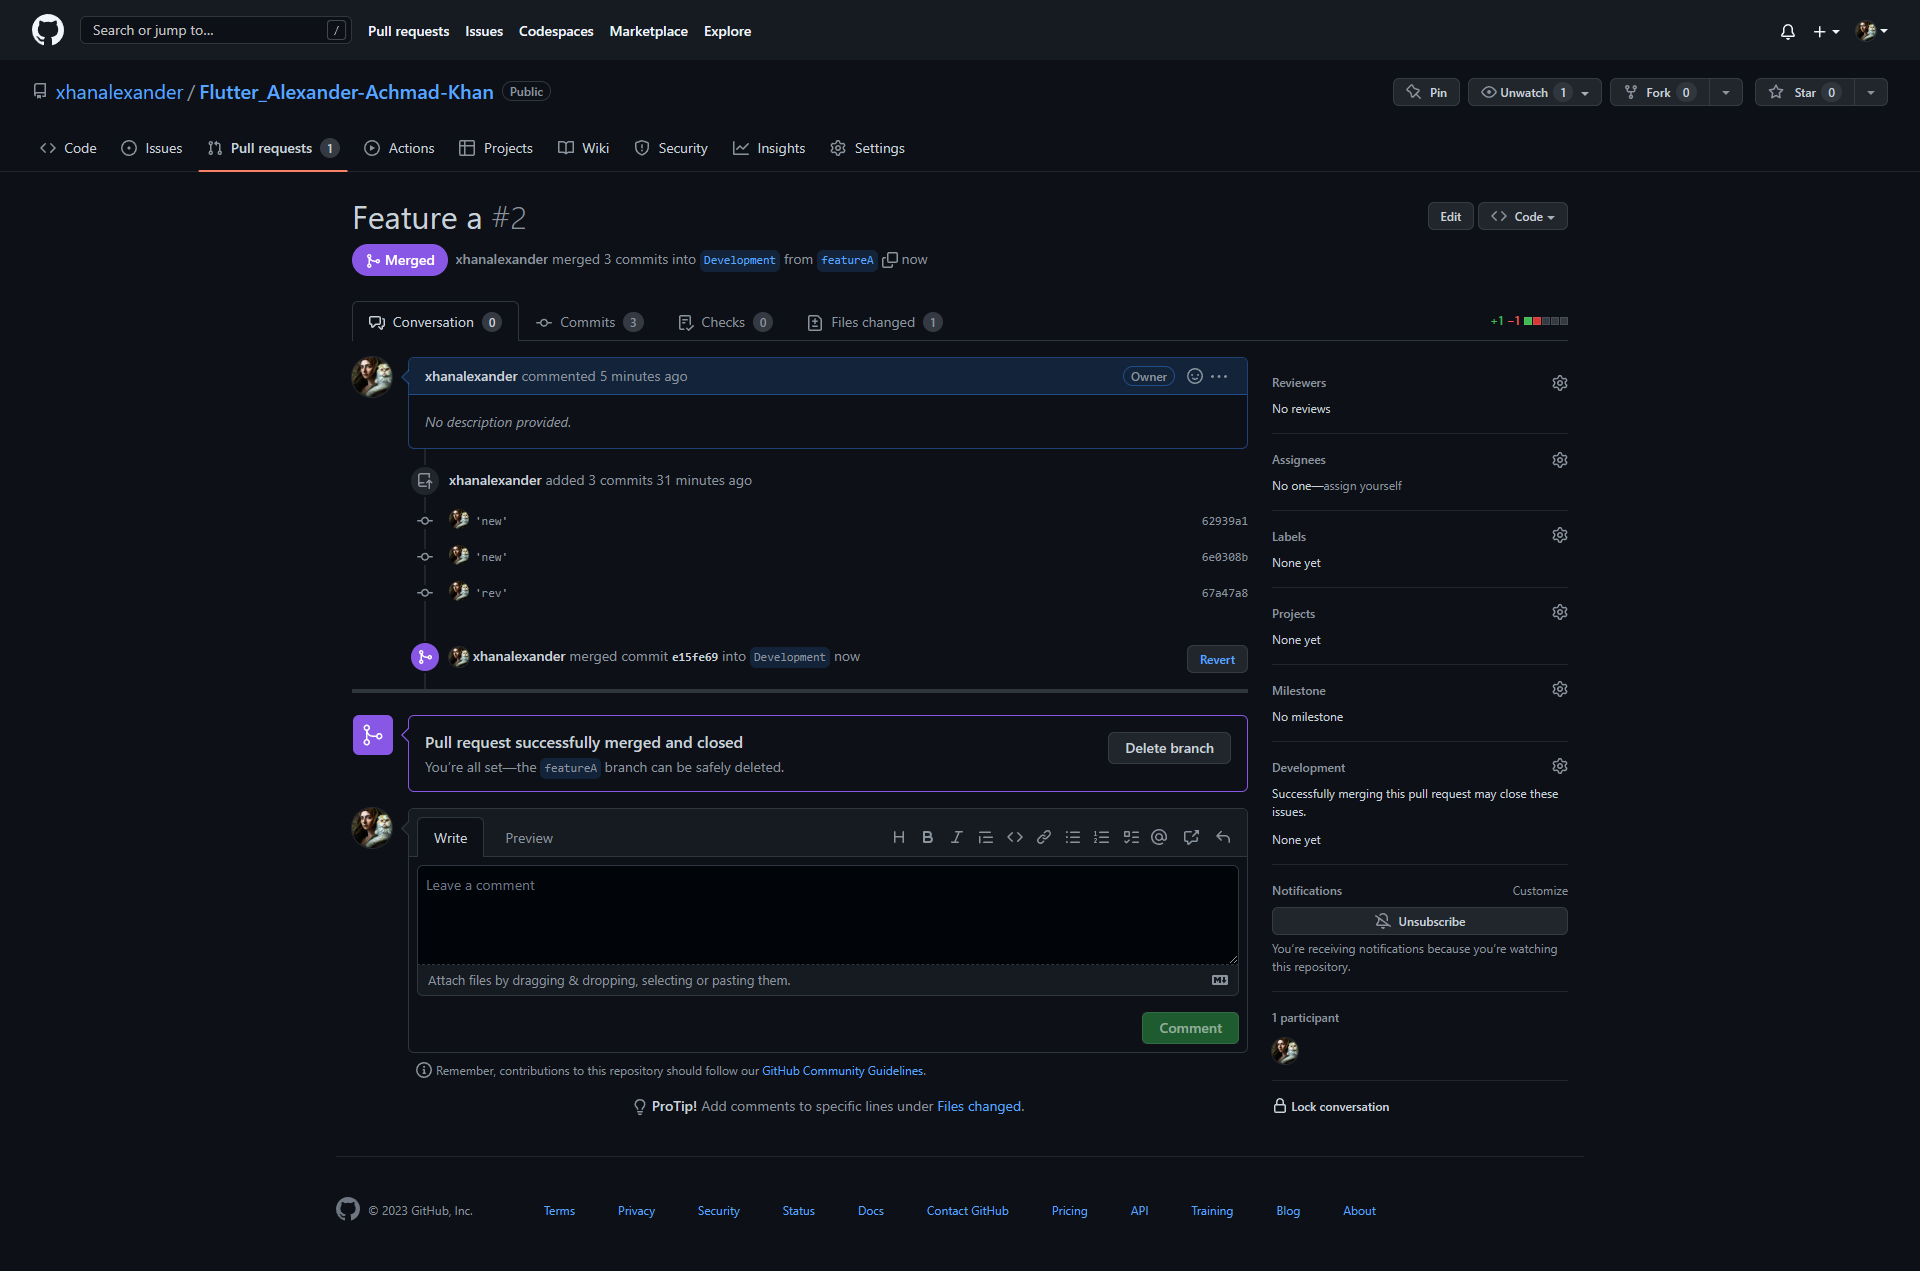 Search or jump to... /
Pull requests Issues Codespaces Marketplace Explore
xhanalexander / Flutter_Alexander-Achmad-Khan Public
Pin Unwatch 1 Fork 0 Star 0
Code Issues Pull requests 1 Actions Projects Wiki Security Insights Settings
Feature a #2
Edit Code
Merged xhanalexander merged 3 commits into Development from featureA now
Conversation 0 Commits 3 Checks 0 Files changed 1
+1 −1
xhanalexander commented 5 minutes ago Owner
No description provided.
xhanalexander added 3 commits 31 minutes ago
'new' 62939a1
'new' 6e0308b
'rev' 67a47a8
xhanalexander merged commit e15fe69 into Development now Revert
Pull request successfully merged and closed
You're all set—the featureA branch can be safely deleted.
Delete branch
Write Preview
Leave a comment
Attach files by dragging & dropping, selecting or pasting them.
Comment
Remember, contributions to this repository should follow our GitHub Community Guidelines.
ProTip! Add comments to specific lines under Files changed.
Reviewers
No reviews
Assignees
No one—assign yourself
Labels
None yet
Projects
None yet
Milestone
No milestone
Development
Successfully merging this pull request may close these
issues.
None yet
Notifications Customize
Unsubscribe
You're receiving notifications because you're watching
this repository.
1 participant
Lock conversation
© 2023 GitHub, Inc. Terms Privacy Security Status Docs Contact GitHub Pricing API Training Blog About